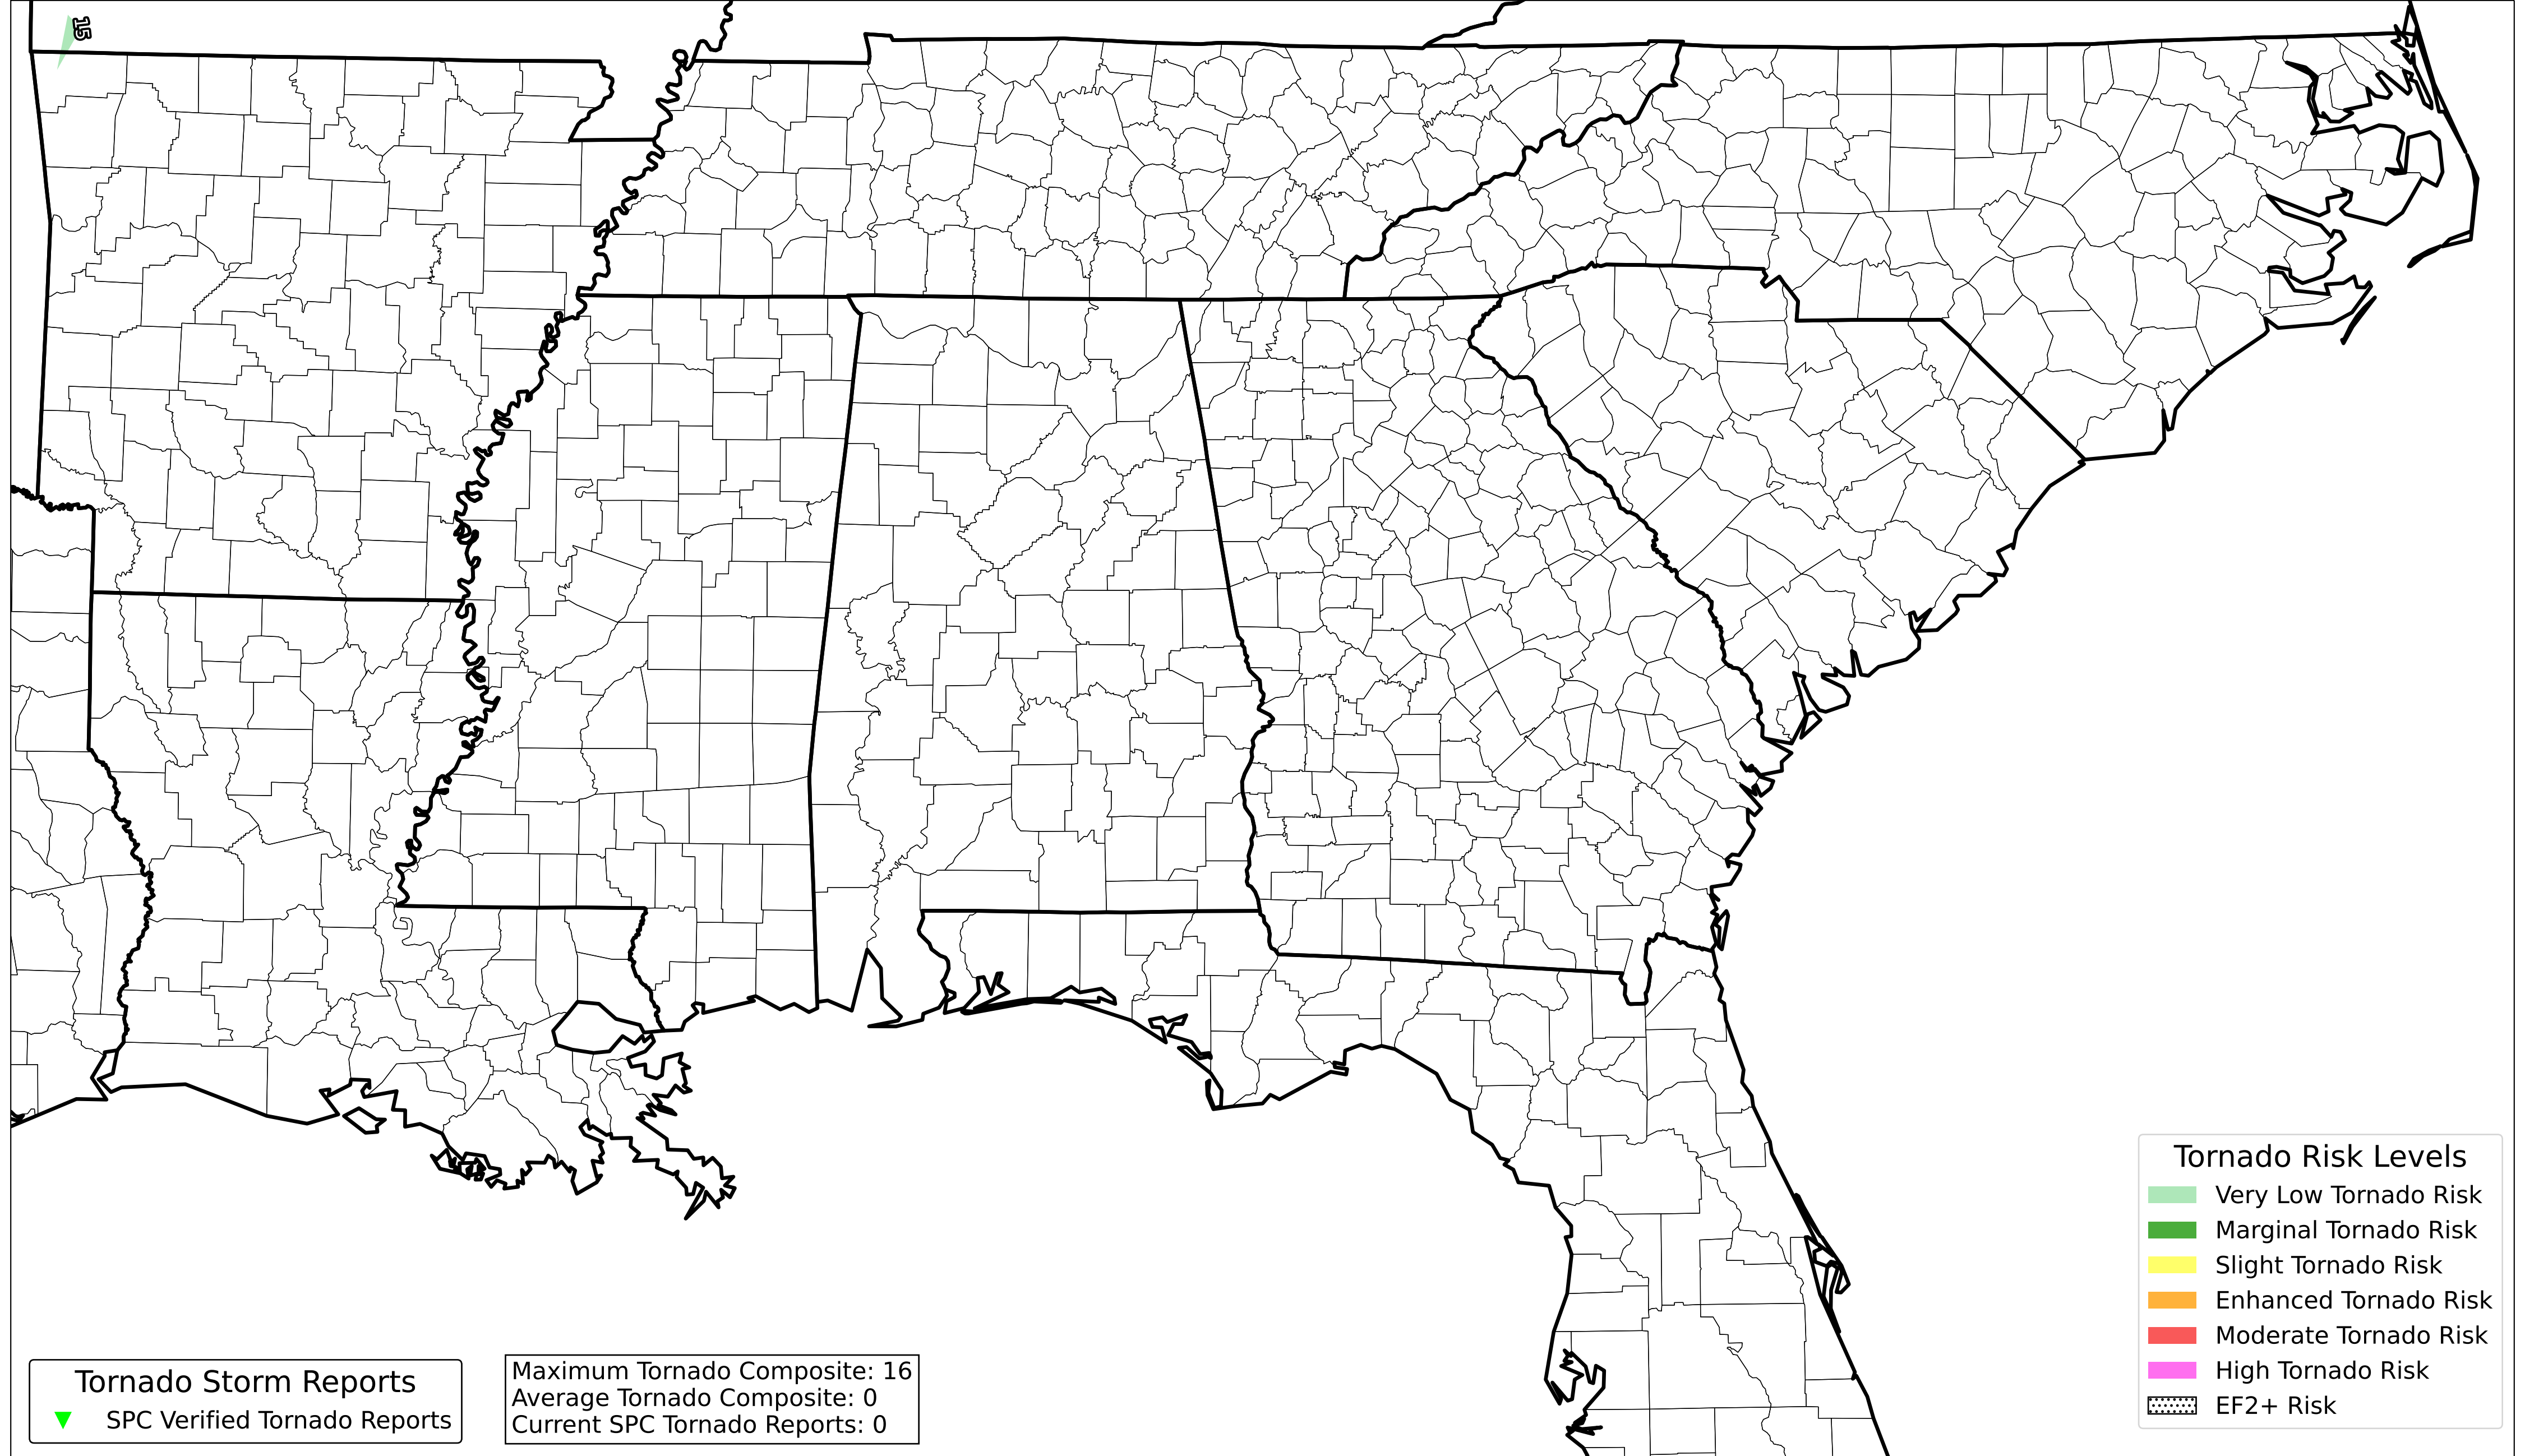 15
Tornado Risk Levels
Very Low Tornado Risk
Marginal Tornado Risk
Slight Tornado Risk
Enhanced Tornado Risk
Moderate Tornado Risk
High Tornado Risk
EF2+ Risk
Tornado Storm Reports
SPC Verified Tornado Reports
Maximum Tornado Composite: 16
Average Tornado Composite: 0
Current SPC Tornado Reports: 0